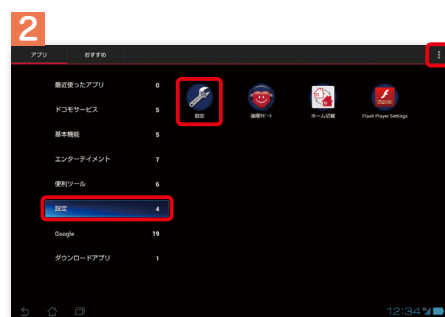 2
アプリ おすすめ
最近使ったアプリ 0
ドコモサービス 5
基本機能 5
エンターテイメント 7
便利ツール 6
設定 4
Google 19
ダウンロードアプリ 1
設定 遠隔サポート ホーム切替 Flash Player Settings
12:34